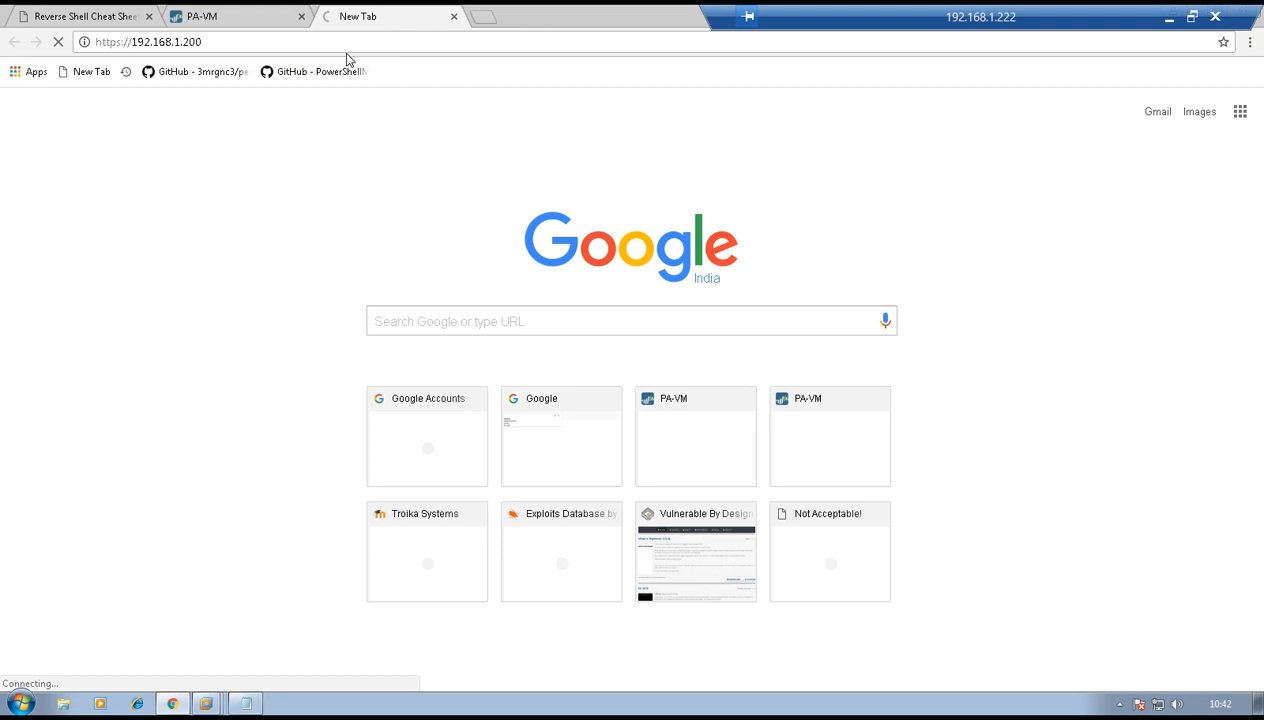 Reverse Shell Cheat Shee
PA-VM
New Tab
192.168.1.222
https://192.168.1.200
Apps
New Tab
GitHub - 3mrgnc3/pe
GitHub - PowerShellM
Gmail
Images
Google
India
Search Google or type URL
Google Accounts
Google
PA-VM
PA-VM
Troika Systems
Exploits Database by
Vulnerable By Design
Not Acceptable!
Connecting...
10:42